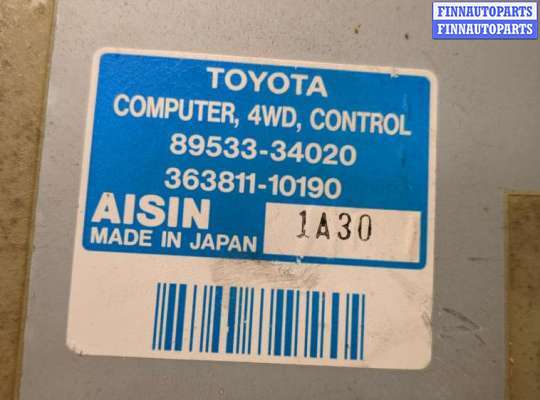 FINNAUTOPARTS
FINNAUTOPARTS
TOYOTA
COMPUTER, 4WD, CONTROL
89533-34020
363811-10190
AISIN 1A30
MADE IN JAPAN